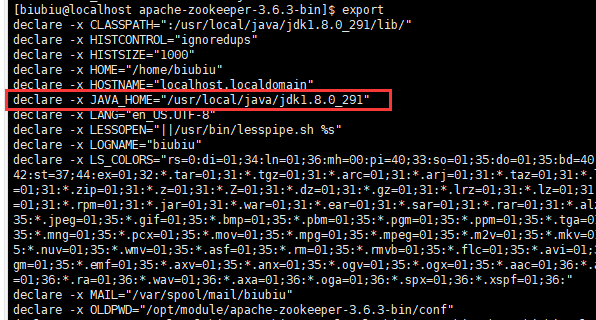 [biubiu@localhost apache-zookeeper-3.6.3-bin]$ export
declare -x CLASSPATH=":/usr/local/java/jdk1.8.0_291/lib/"
declare -x HISTCONTROL="ignoredups"
declare -x HISTSIZE="1000"
declare -x HOME="/home/biubiu"
declare -x HOSTNAME="localhost.localdomain"
declare -x JAVA_HOME="/usr/local/java/jdk1.8.0_291"
declare -x LANG="en_US.UTF-8"
declare -x LESSOPEN="||/usr/bin/lesspipe.sh %s"
declare -x LOGNAME="biubiu"
declare -x LS_COLORS="rs=0:di=01;34:ln=01;36:mh=00:pi=40;33:so=01;35:do=01;35:bd=40
42:st=37;44:ex=01;32:*.tar=01;31:*.tgz=01;31:*.arc=01;31:*.arj=01;31:*.taz=01;31:*.
=01;31:*.zip=01;31:*.z=01;31:*.Z=01;31:*.dz=01;31:*.gz=01;31:*.lrz=01;31:*.lz=01;31
=01;31:*.rpm=01;31:*.jar=01;31:*.war=01;31:*.ear=01;31:*.sar=01;31:*.rar=01;31:*.al
35:*.jpeg=01;35:*.gif=01;35:*.bmp=01;35:*.pbm=01;35:*.pgm=01;35:*.ppm=01;35:*.tga=0
35:*.mng=01;35:*.pcx=01;35:*.mov=01;35:*.mpg=01;35:*.mpeg=01;35:*.m2v=01;35:*.mkv=0
5:*.nuv=01;35:*.wmv=01;35:*.asf=01;35:*.rm=01;35:*.rmvb=01;35:*.flc=01;35:*.avi=01;
gm=01;35:*.emf=01;35:*.axv=01;35:*.anx=01;35:*.ogv=01;35:*.ogx=01;35:*.aac=01;36:*.
=01;36:*.ra=01;36:*.wav=01;36:*.axa=01;36:*.oga=01;36:*.spx=01;36:*.xspf=01;36:"
declare -x MAIL="/var/spool/mail/biubiu"
declare -x OLDPWD="/opt/module/apache-zookeeper-3.6.3-bin/conf"